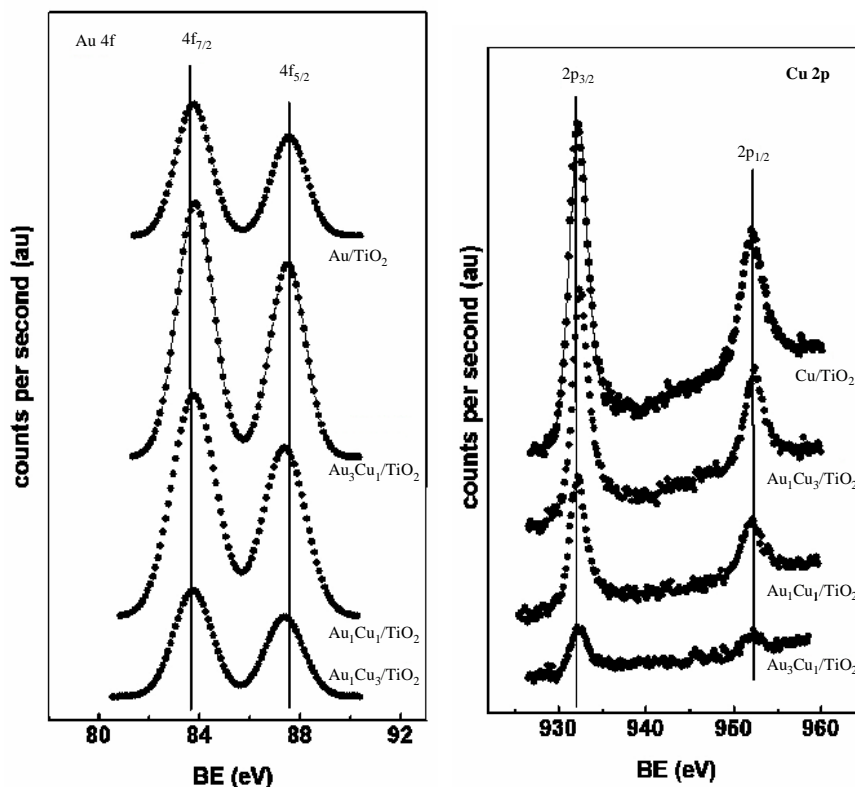 Au 4f
4f7/2
4f5/2
Au/TiO2
Au3Cu1/TiO2
Au1Cu1/TiO2
Au1Cu3/TiO2
counts per second (au)
80 84 88 92
BE (eV)
Cu 2p
2p3/2
2p1/2
Cu/TiO2
Au1Cu3/TiO2
Au1Cu1/TiO2
Au3Cu1/TiO2
counts per second (au)
930 940 950 960
BE (eV)